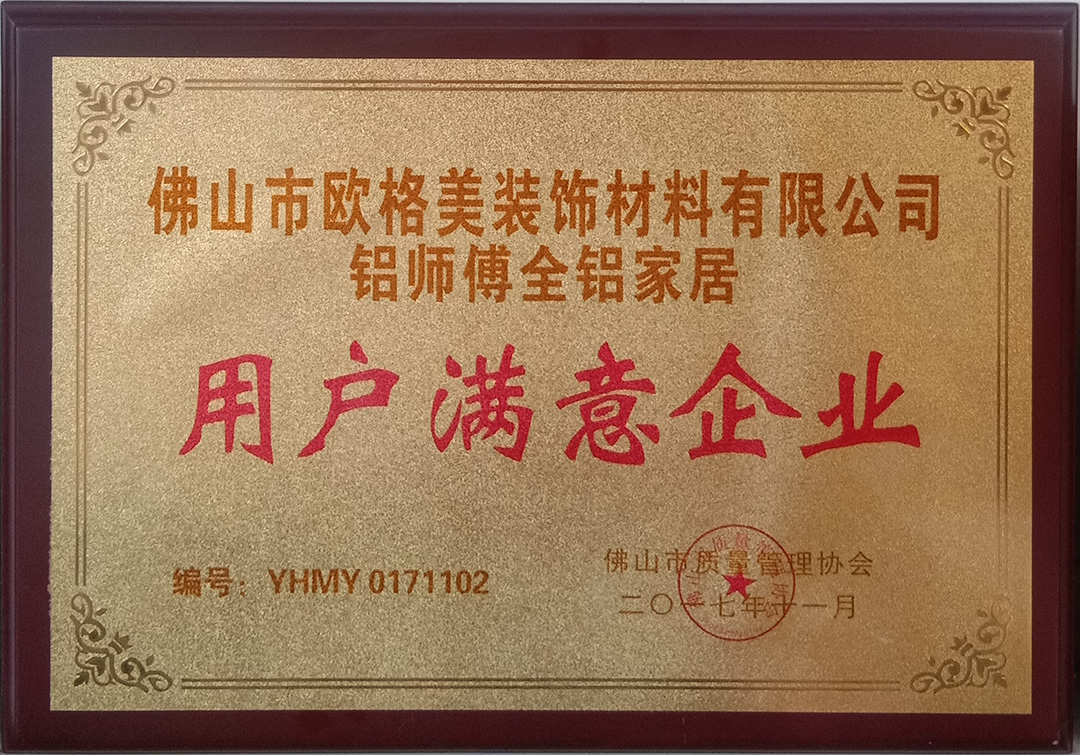 佛山市欧格美装饰材料有限公司
铝师傅全铝家居
用户满意企业
编号：YHMY 0171102
佛山市质量管理协会
二〇一七年十一月